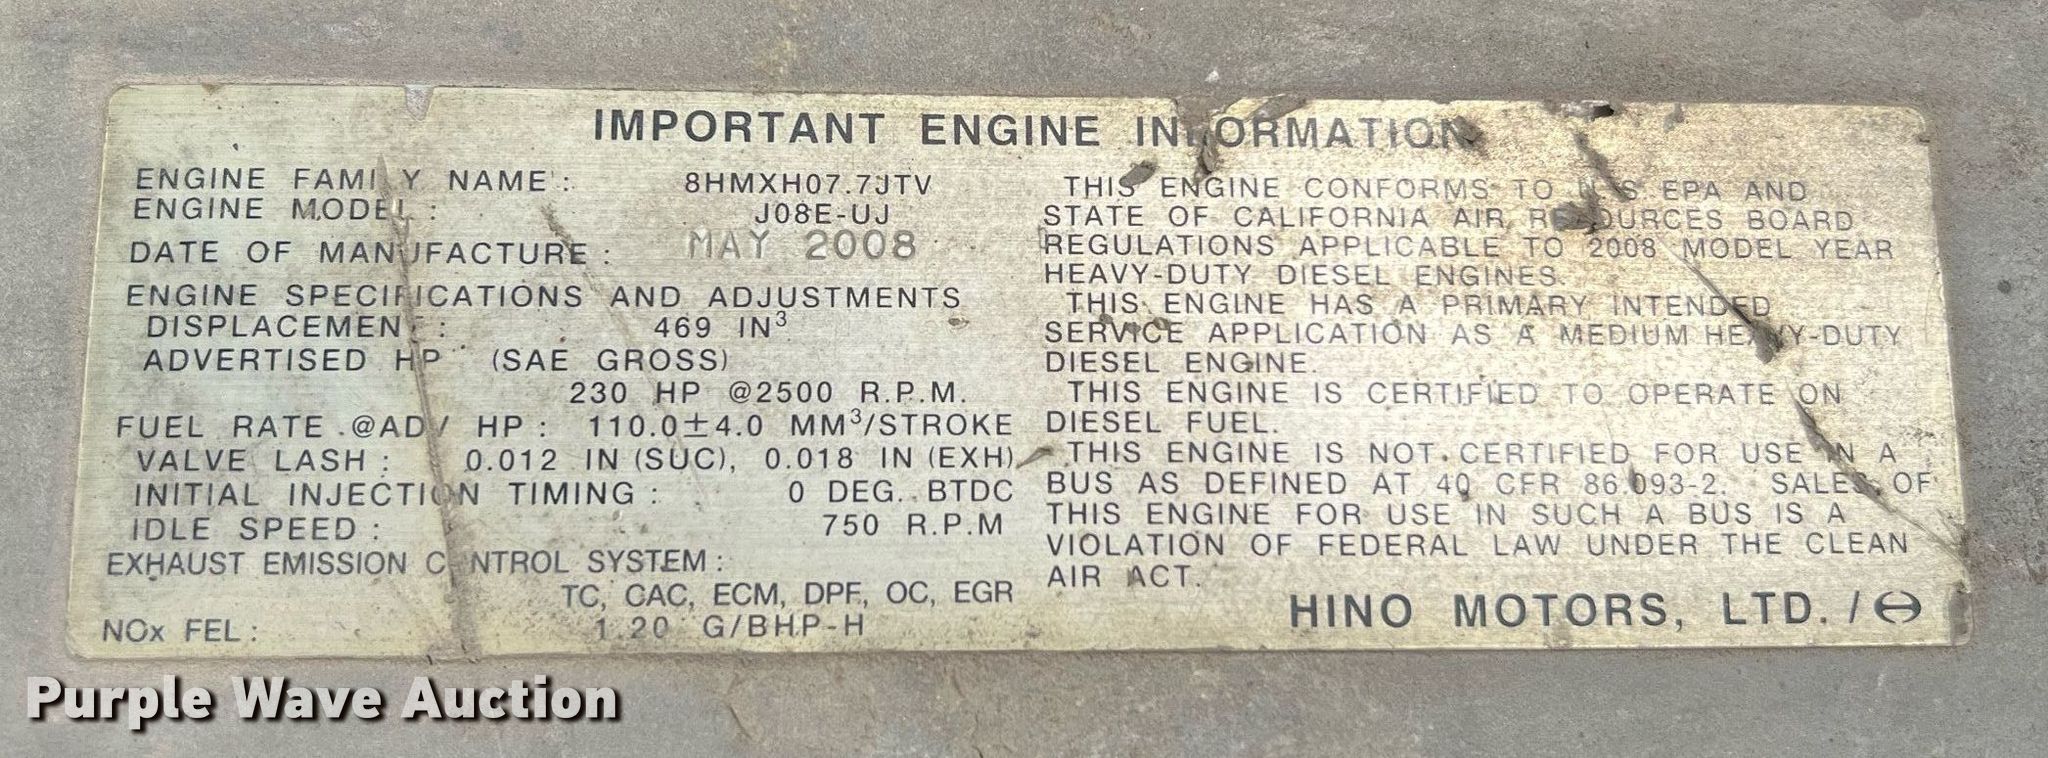 IMPORTANT ENGINE INFORMATION
ENGINE FAMILY NAME: 8HMXH07.7JTV
ENGINE MODEL: J08E-UJ
DATE OF MANUFACTURE: MAY 2008
ENGINE SPECIFICATIONS AND ADJUSTMENTS
DISPLACEMENT: 469 IN³
ADVERTISED HP (SAE GROSS)
230 HP @2500 R.P.M.
FUEL RATE @ADV HP: 110.0±4.0 MM³/STROKE
VALVE LASH: 0.012 IN (SUC), 0.018 IN (EXH)
INITIAL INJECTION TIMING: 0 DEG. BTDC
IDLE SPEED: 750 R.P.M
EXHAUST EMISSION CONTROL SYSTEM:
TC, CAC, ECM, DPF, OC, EGR
NOx FEL: 1.20 G/BHP-H
THIS ENGINE CONFORMS TO U.S EPA AND
STATE OF CALIFORNIA AIR RESOURCES BOARD
REGULATIONS APPLICABLE TO 2008 MODEL YEAR
HEAVY-DUTY DIESEL ENGINES.
THIS ENGINE HAS A PRIMARY INTENDED
SERVICE APPLICATION AS A MEDIUM HEAVY-DUTY
DIESEL ENGINE.
THIS ENGINE IS CERTIFIED TO OPERATE ON
DIESEL FUEL.
THIS ENGINE IS NOT CERTIFIED FOR USE IN A
BUS AS DEFINED AT 40 CFR 86.093-2. SALES OF
THIS ENGINE FOR USE IN SUCH A BUS IS A
VIOLATION OF FEDERAL LAW UNDER THE CLEAN
AIR ACT.
HINO MOTORS, LTD. /
Purple Wave Auction